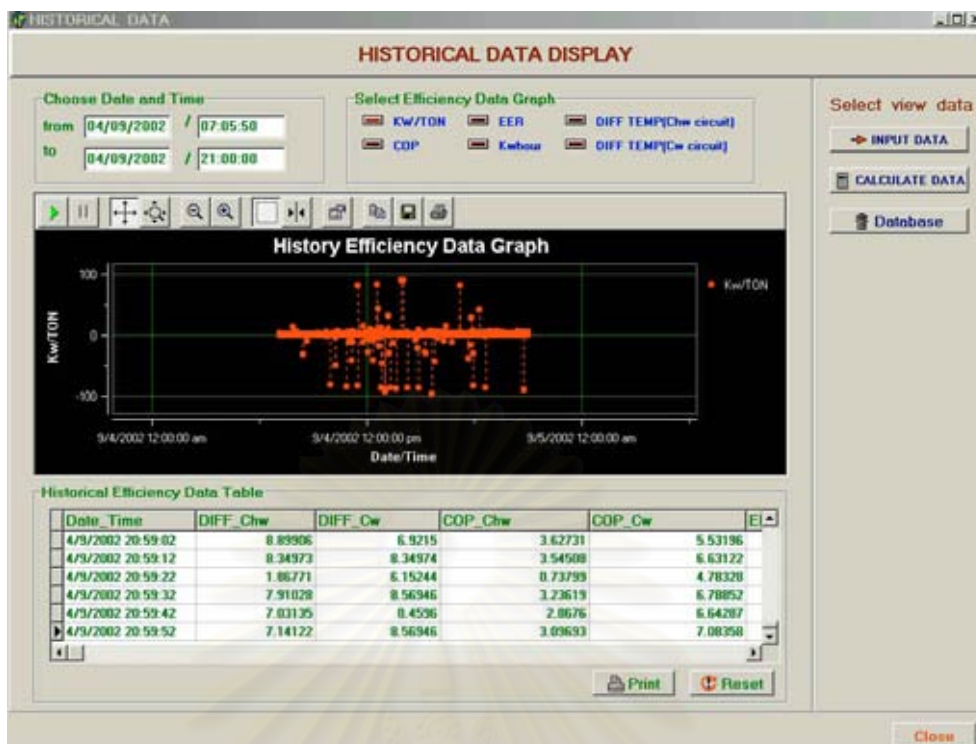 HISTORICAL DATA
HISTORICAL DATA DISPLAY
Choose Date and Time
from 04/09/2002 / 07:05:50
to 04/09/2002 / 21:00:00
Select Efficiency Data Graph
KW/TON EER DIFF TEMP(Chw circuit)
COP Kwhour DIFF TEMP(Cw circuit)
Select view data
INPUT DATA
CALCULATE DATA
Database
History Efficiency Data Graph
Kw/TON
100
0
-100
Kw/TON
9/4/2002 12:00:00 am 9/4/2002 12:00:00 pm 9/5/2002 12:00:00 am
Date/Time
Historical Efficiency Data Table
Date_Time DIFF_Chw DIFF_Cw COP_Chw COP_Cw
4/9/2002 20:59:02 8.89906 6.9215 3.62731 5.53196
4/9/2002 20:59:12 8.34973 8.34974 3.54508 6.63122
4/9/2002 20:59:22 1.86771 6.15244 0.73799 4.78328
4/9/2002 20:59:32 7.91028 8.56946 3.23619 6.78852
4/9/2002 20:59:42 7.03135 8.4596 2.8676 6.64287
4/9/2002 20:59:52 7.14122 8.56946 3.09693 7.08358
Print Reset
Close